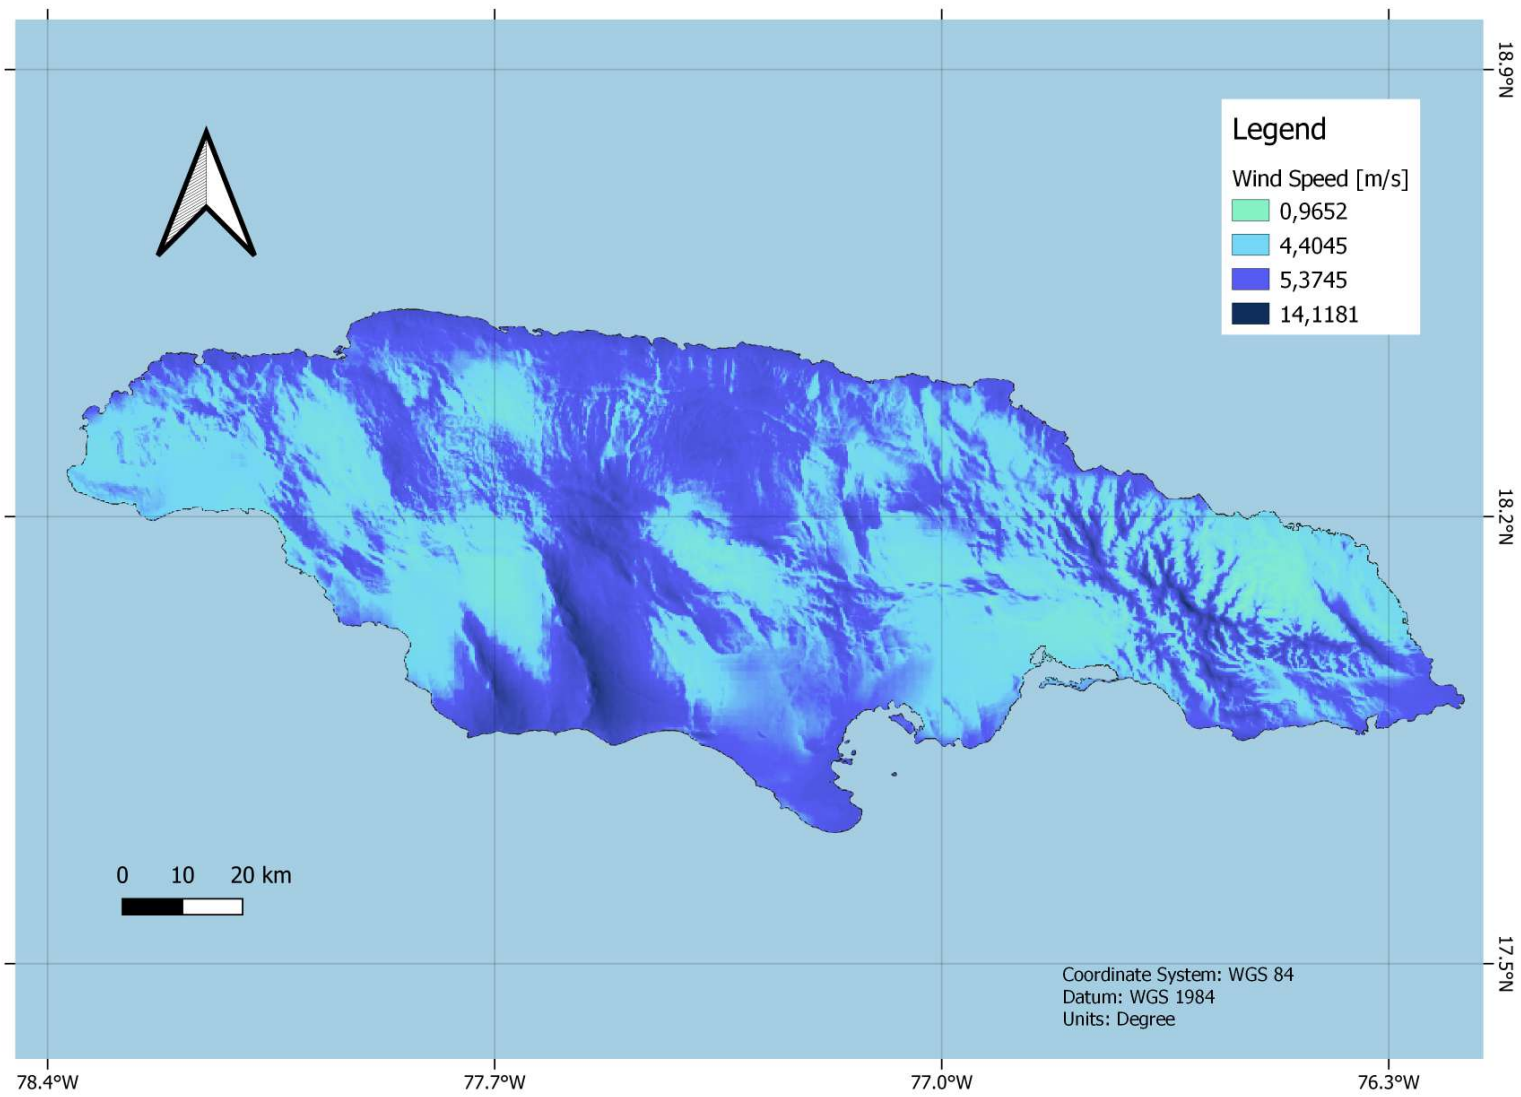 18.9°N
Legend
Wind Speed [m/s]
0,9652
4,4045
5,3745
14,1181
18.2°N
0 10 20 km
17.5°N
Coordinate System: WGS 84
Datum: WGS 1984
Units: Degree
78.4°W 77.7°W 77.0°W 76.3°W